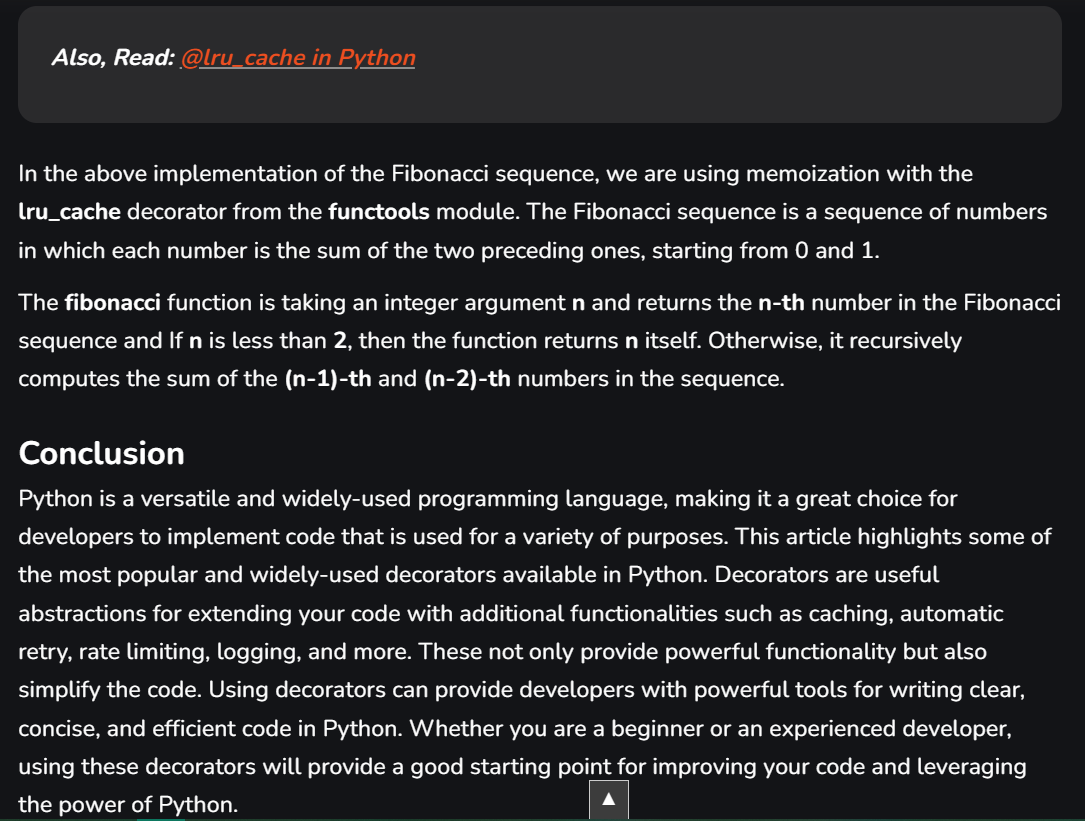 Also, Read: @lru_cache in Python
In the above implementation of the Fibonacci sequence, we are using memoization with the
lru_cache decorator from the functools module. The Fibonacci sequence is a sequence of numbers
in which each number is the sum of the two preceding ones, starting from 0 and 1.
The fibonacci function is taking an integer argument n and returns the n-th number in the Fibonacci
sequence and If n is less than 2, then the function returns n itself. Otherwise, it recursively
computes the sum of the (n-1)-th and (n-2)-th numbers in the sequence.
Conclusion
Python is a versatile and widely-used programming language, making it a great choice for
developers to implement code that is used for a variety of purposes. This article highlights some of
the most popular and widely-used decorators available in Python. Decorators are useful
abstractions for extending your code with additional functionalities such as caching, automatic
retry, rate limiting, logging, and more. These not only provide powerful functionality but also
simplify the code. Using decorators can provide developers with powerful tools for writing clear,
concise, and efficient code in Python. Whether you are a beginner or an experienced developer,
using these decorators will provide a good starting point for improving your code and leveraging
the power of Python.